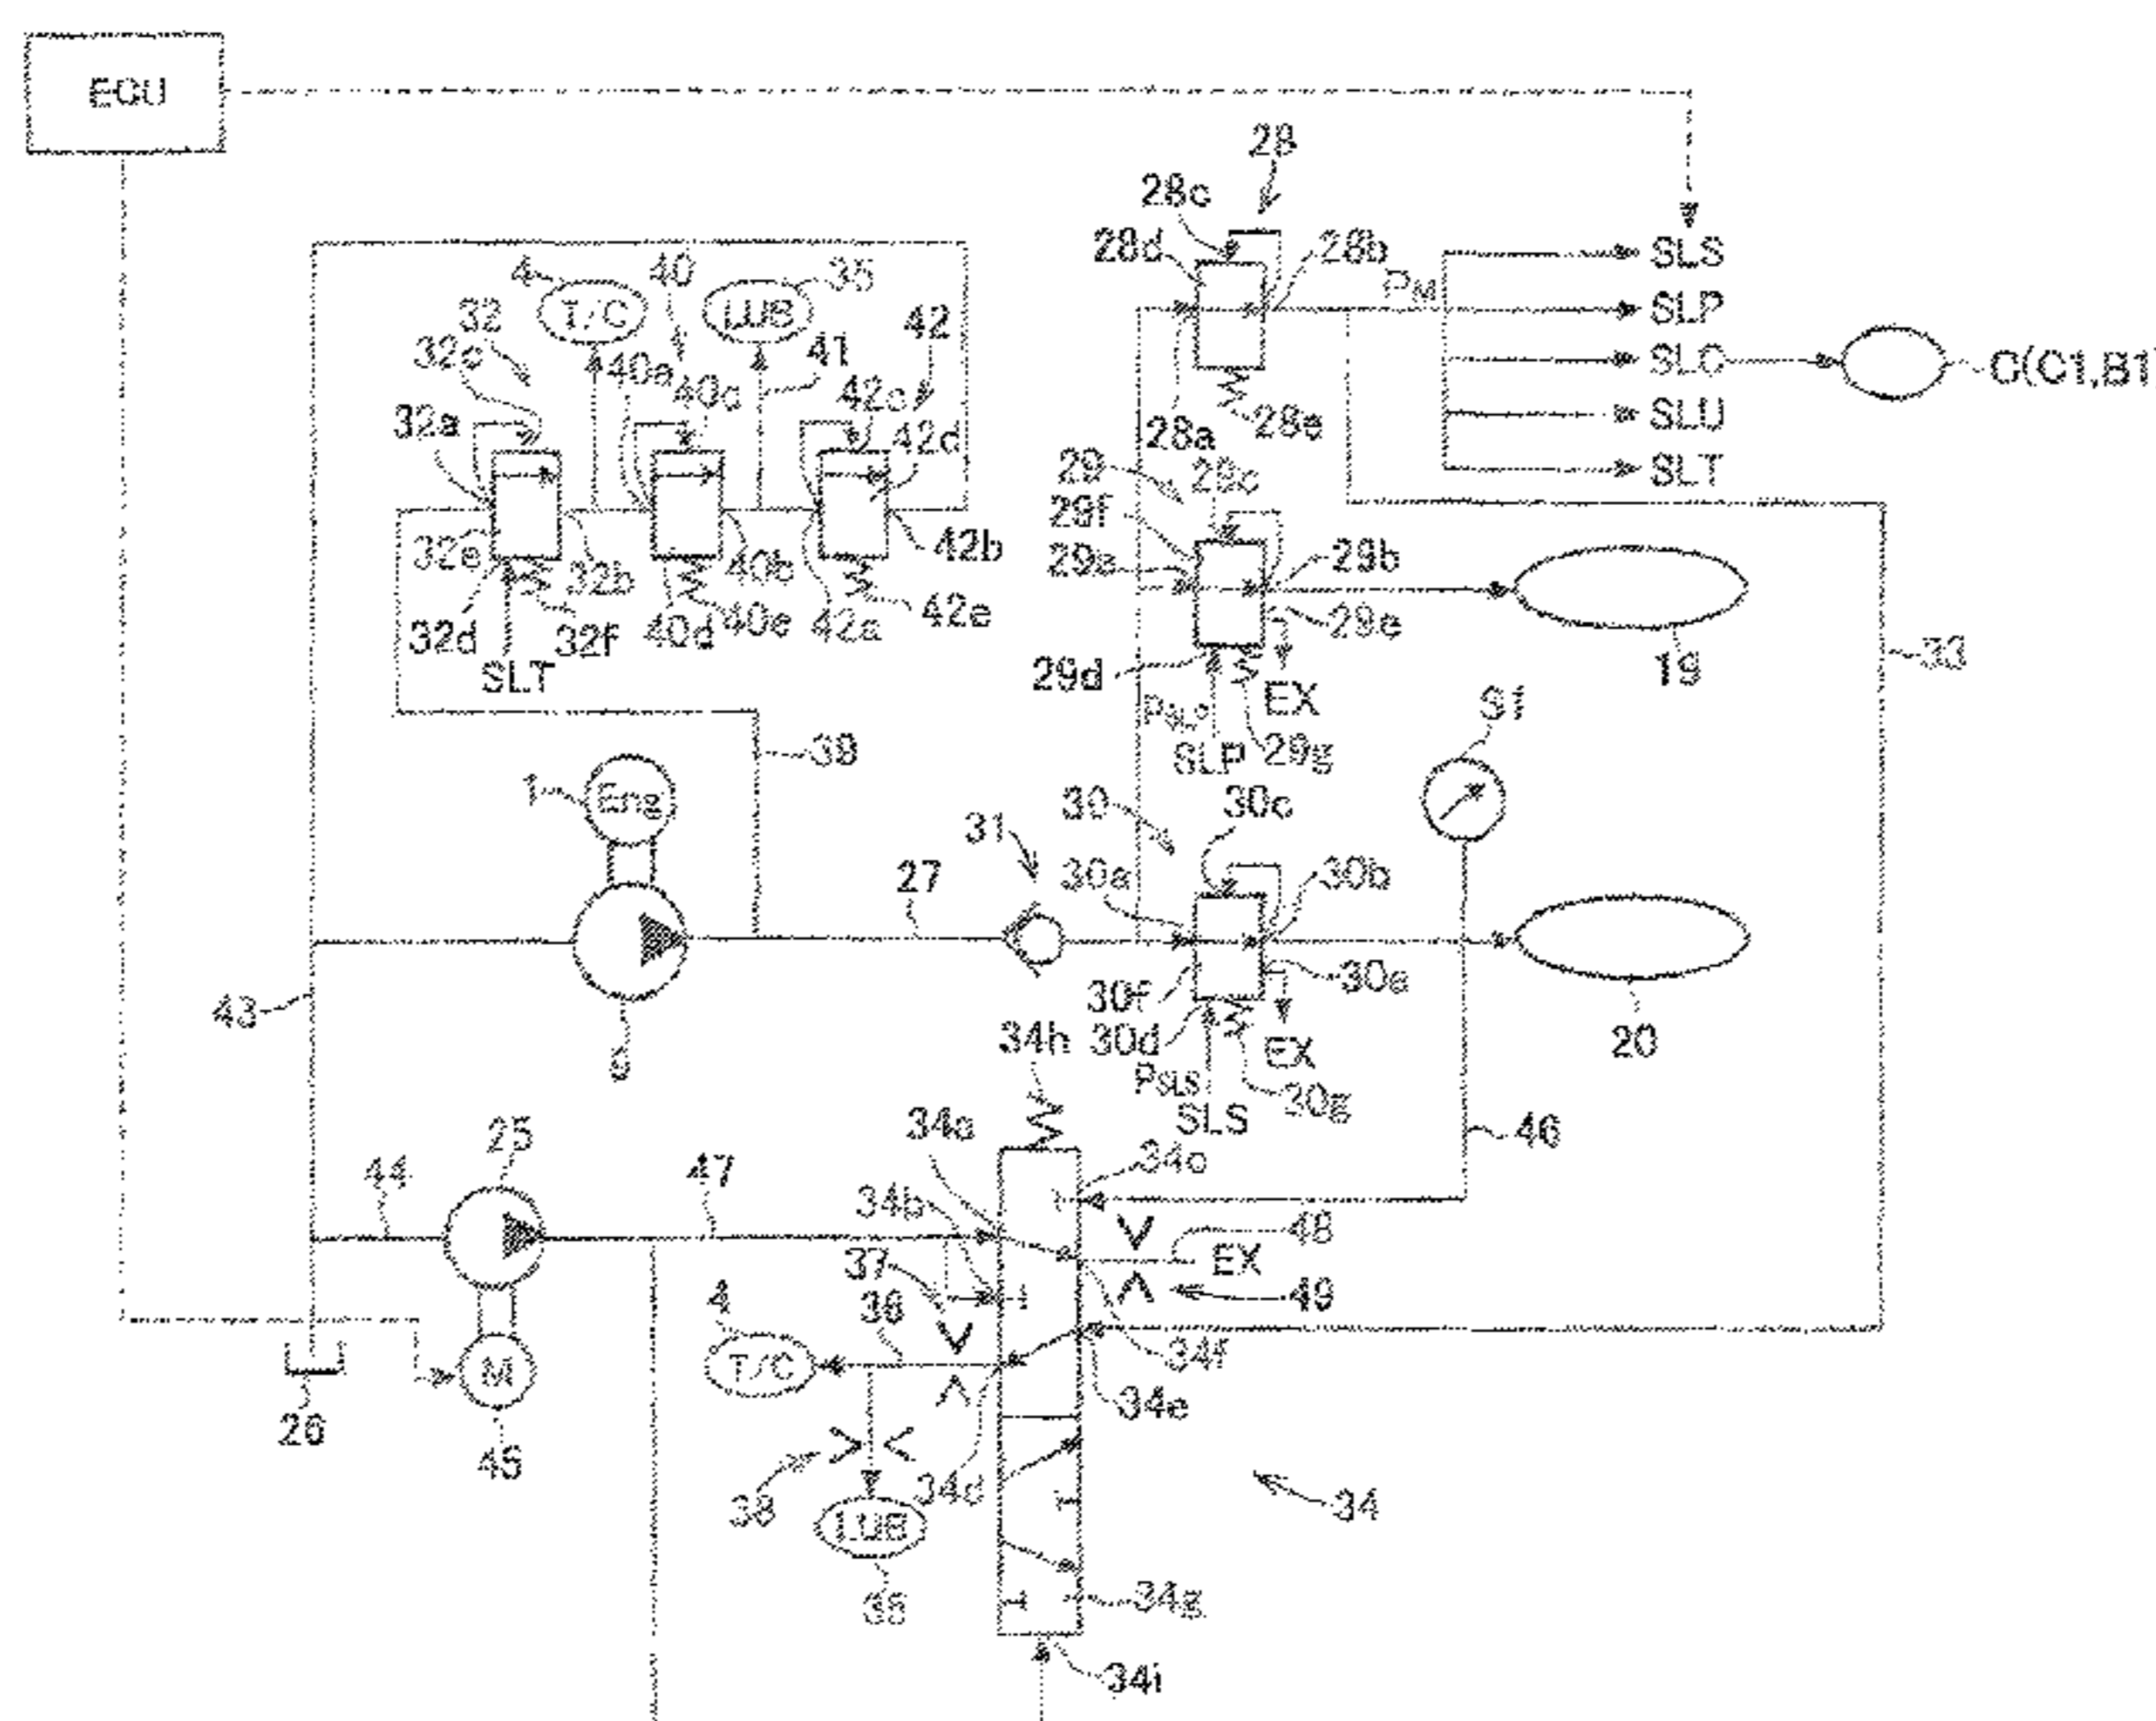 ECU
28
28c
28d
28b
PM
SLS
SLP
SLC
SLU
SLT
C(C1,B1)
4
T/C
40
LUB
35
32
32c
40a
40c
41
42
32a
42c
42d
28a
28e
29
29c
29f
29a
29b
32e
32b
40b
42b
29e
32d
32f
40d
40e
42a
42e
SLT
29d
EX
19
33
PSLP
SLP
29g
S1
39
1
Eng
30
30c
31
27
30a
30b
30f
30e
43
30d
EX
20
34h
PSLS
SLS
30g
25
34a
46
44
47
34c
34b
48
EX
37
36
49
4
T/C
34f
M
34e
26
45
34d
38
34
LUB
35
34g
34i